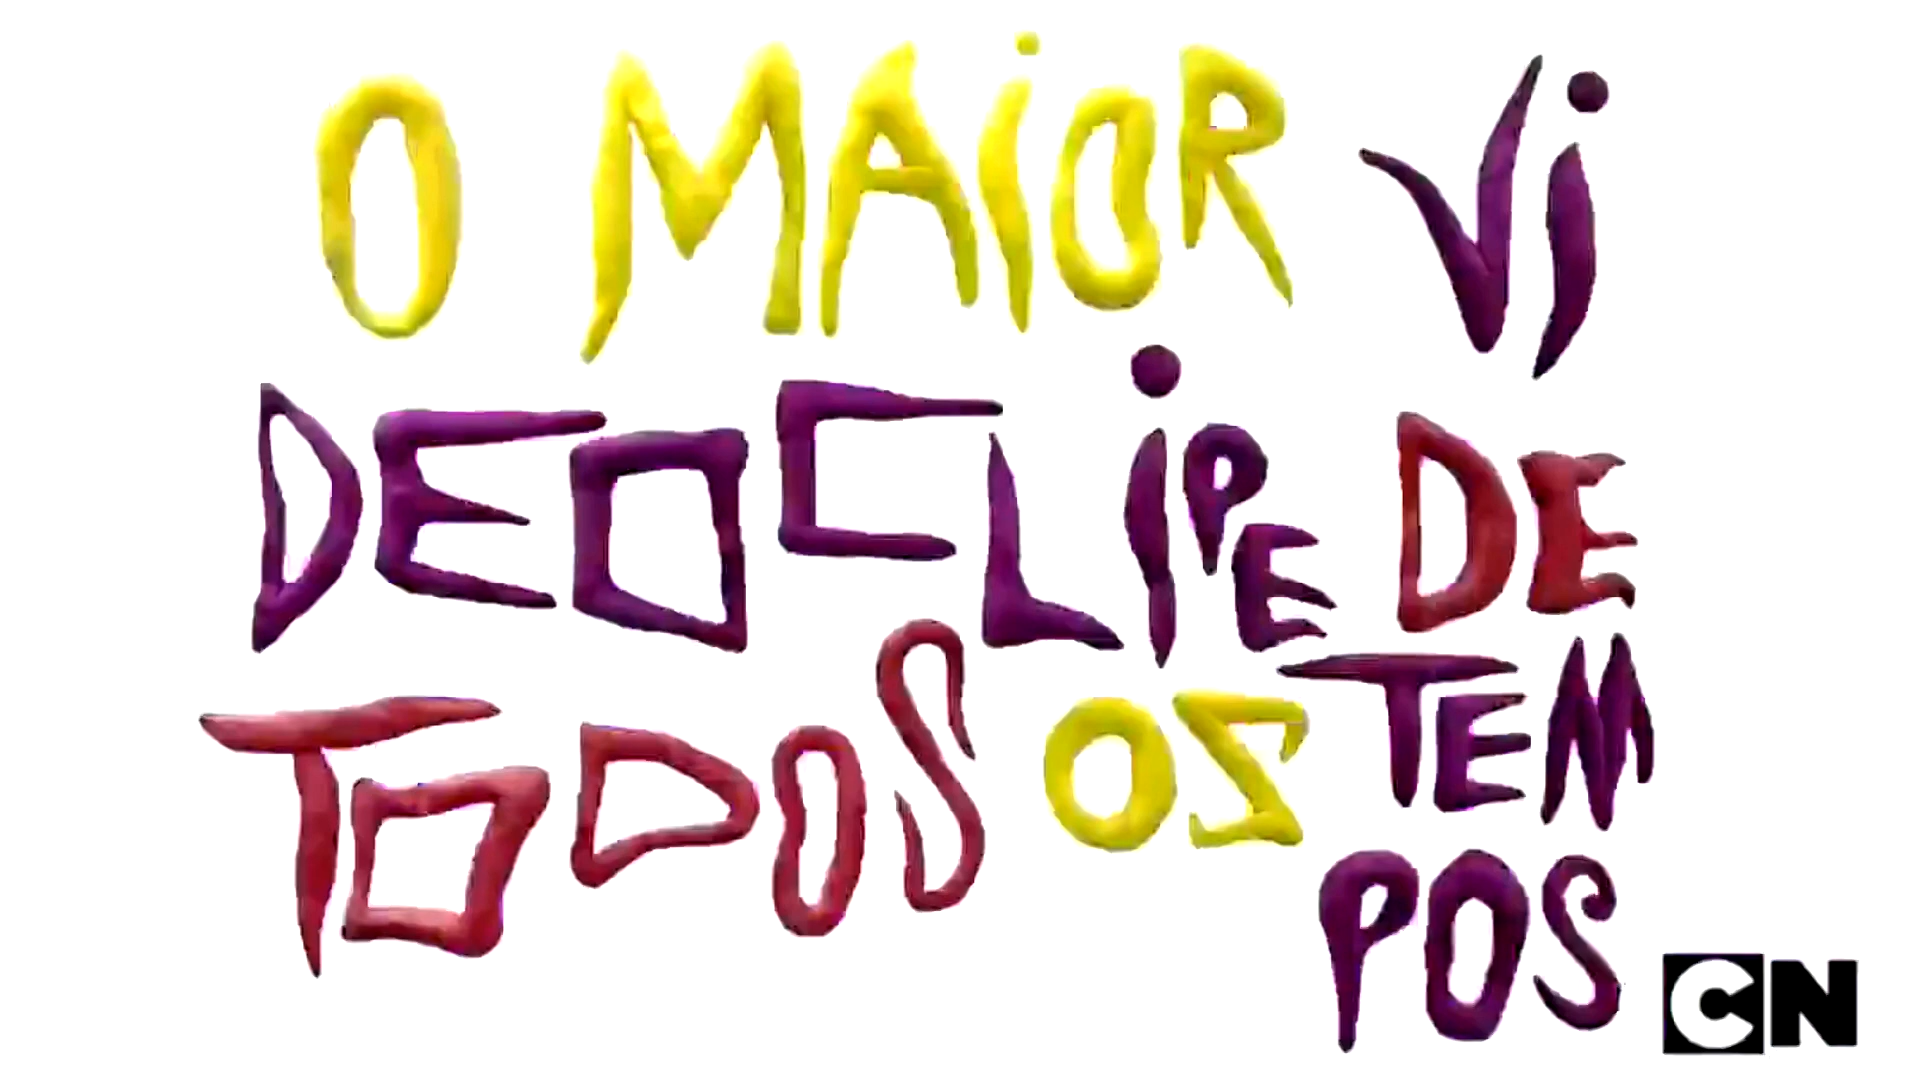 O MAiOR Vi
DEOCLiPE DE
TODOS OS TEM
POS
CN